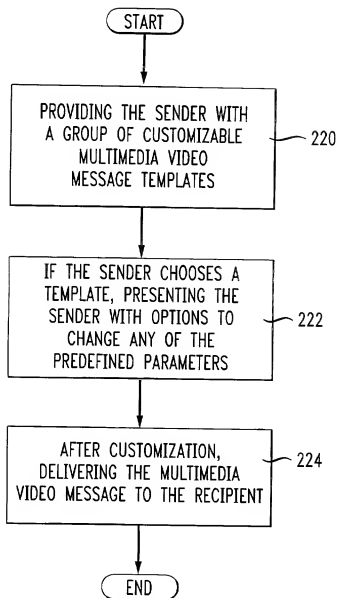 START
PROVIDING THE SENDER WITH
A GROUP OF CUSTOMIZABLE
MULTIMEDIA VIDEO
MESSAGE TEMPLATES
220
IF THE SENDER CHOOSES A
TEMPLATE, PRESENTING THE
SENDER WITH OPTIONS TO
CHANGE ANY OF THE
PREDEFINED PARAMETERS
222
AFTER CUSTOMIZATION,
DELIVERING THE MULTIMEDIA
VIDEO MESSAGE TO THE RECIPIENT
224
END